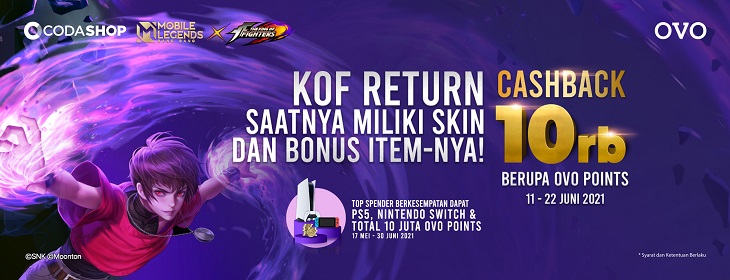 CODASHOP
MOBILE LEGENDS
BANG BANG
×
THE KING OF FIGHTERS
OVO
KOF RETURN
SAATNYA MILIKI SKIN
DAN BONUS ITEM-NYA!
CASHBACK
10rb
BERUPA OVO POINTS
11 - 22 JUNI 2021
TOP SPENDER BERKESEMPATAN DAPAT
PS5, NINTENDO SWITCH &
TOTAL 10 JUTA OVO POINTS
17 MEI - 30 JUNI 2021
©SNK @Moonton
* Syarat dan Ketentuan Berlaku